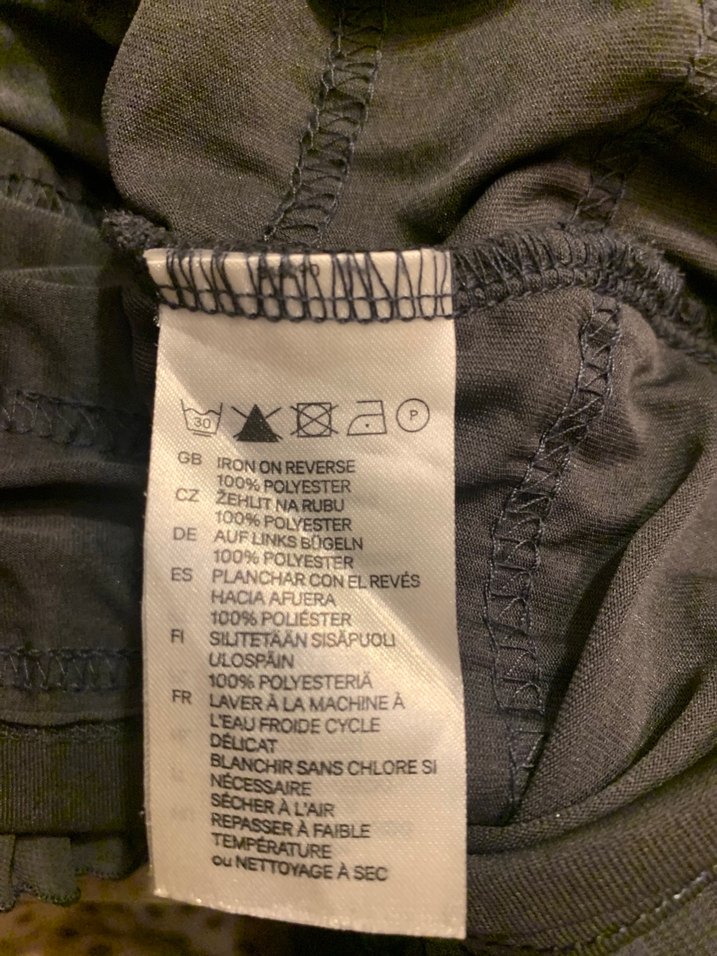 30 P
GB IRON ON REVERSE
100% POLYESTER
CZ ŽEHLIT NA RUBU
100% POLYESTER
DE AUF LINKS BÜGELN
100% POLYESTER
ES PLANCHAR CON EL REVÉS
HACIA AFUERA
100% POLIÉSTER
FI SILITETÄÄN SISÄPUOLI
ULOSPÄIN
100% POLYESTERIÄ
FR LAVER À LA MACHINE À
L'EAU FROIDE CYCLE
DÉLICAT
BLANCHIR SANS CHLORE SI
NÉCESSAIRE
SÉCHER À L'AIR
REPASSER À FAIBLE
TEMPÉRATURE
ou NETTOYAGE À SEC